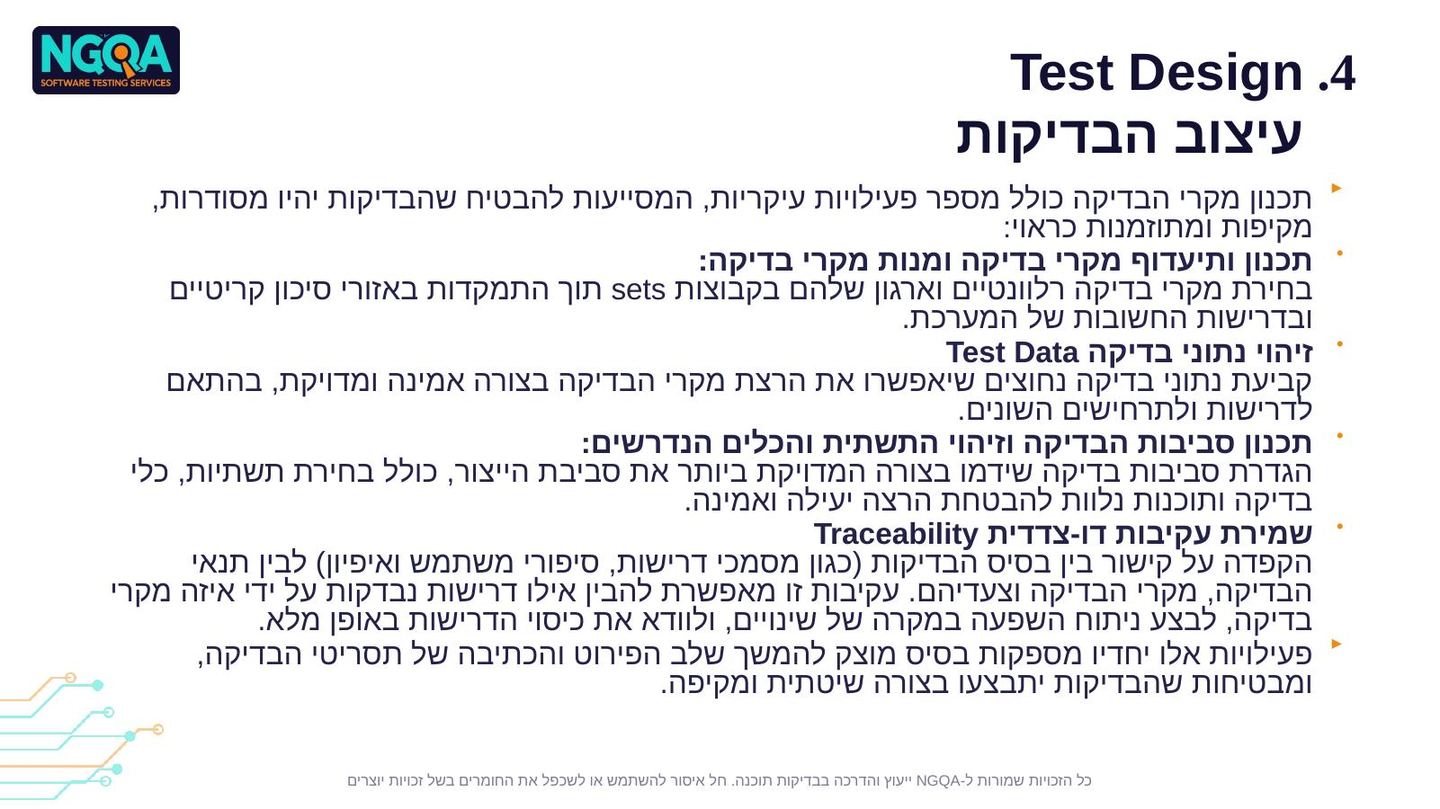 NGQA
SOFTWARE TESTING SERVICES
4. Test Design
עיצוב הבדיקות
תכנון מקרי הבדיקה כולל מספר פעילויות עיקריות, המסייעות להבטיח שהבדיקות יהיו מסודרות,
מקיפות ומתוזמנות כראוי:
תכנון ותיעדוף מקרי בדיקה ומנות מקרי בדיקה:
בחירת מקרי בדיקה רלוונטיים וארגון שלהם בקבוצות sets תוך התמקדות באזורי סיכון קריטיים
ובדרישות החשובות של המערכת.
זיהוי נתוני בדיקה Test Data
קביעת נתוני בדיקה נחוצים שיאפשרו את הרצת מקרי הבדיקה בצורה אמינה ומדויקת, בהתאם
לדרישות ולתרחישים השונים.
תכנון סביבות הבדיקה וזיהוי התשתית והכלים הנדרשים:
הגדרת סביבות בדיקה שידמו בצורה המדויקת ביותר את סביבת הייצור, כולל בחירת תשתיות, כלי
בדיקה ותוכנות נלוות להבטחת הרצה יעילה ואמינה.
שמירת עקיבות דו-צדדית Traceability
הקפדה על קישור בין בסיס הבדיקות (כגון מסמכי דרישות, סיפורי משתמש ואיפיון) לבין תנאי
הבדיקה, מקרי הבדיקה וצעדיהם. עקיבות זו מאפשרת להבין אילו דרישות נבדקות על ידי איזה מקרי
בדיקה, לבצע ניתוח השפעה במקרה של שינויים, ולוודא את כיסוי הדרישות באופן מלא.
פעילויות אלו יחדיו מספקות בסיס מוצק להמשך שלב הפירוט והכתיבה של תסריטי הבדיקה,
ומבטיחות שהבדיקות יתבצעו בצורה שיטתית ומקיפה.
כל הזכויות שמורות ל-NGQA ייעוץ והדרכה בבדיקות תוכנה. חל איסור להשתמש או לשכפל את החומרים בשל זכויות יוצרים